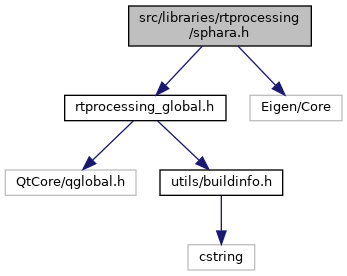 src/libraries/rtprocessing
/sphara.h
rtprocessing_global.h
Eigen/Core
QtCore/qglobal.h
utils/buildinfo.h
cstring